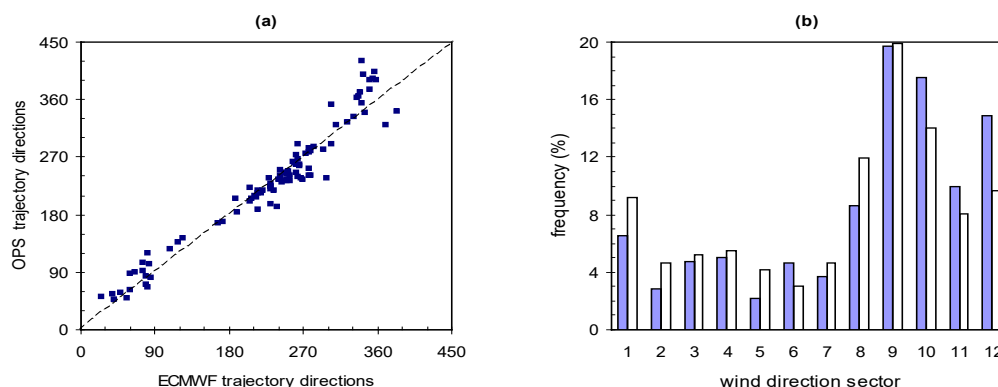 (a)
450
360
270
180
90
0
OPS trajectory directions
0 90 180 270 360 450
ECMWF trajectory directions
(b)
20
16
12
8
4
0
frequency (%)
1 2 3 4 5 6 7 8 9 10 11 12
wind direction sector